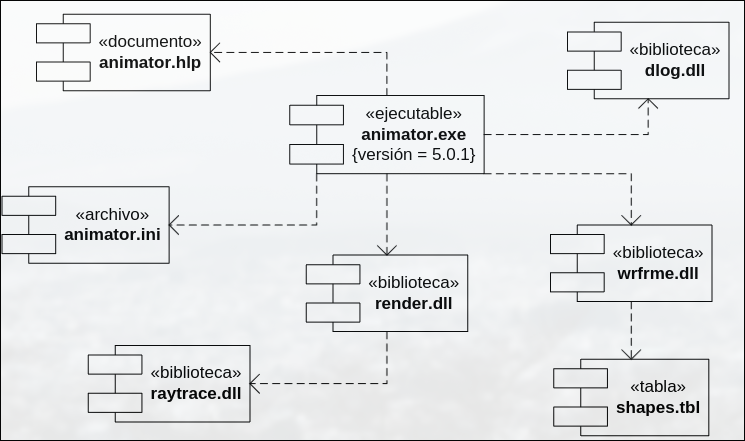 «documento»
animator.hlp
«biblioteca»
dlog.dll
«ejecutable»
animator.exe
{versión = 5.0.1}
«archivo»
animator.ini
«biblioteca»
render.dll
«biblioteca»
wrfrme.dll
«biblioteca»
raytrace.dll
«tabla»
shapes.tbl